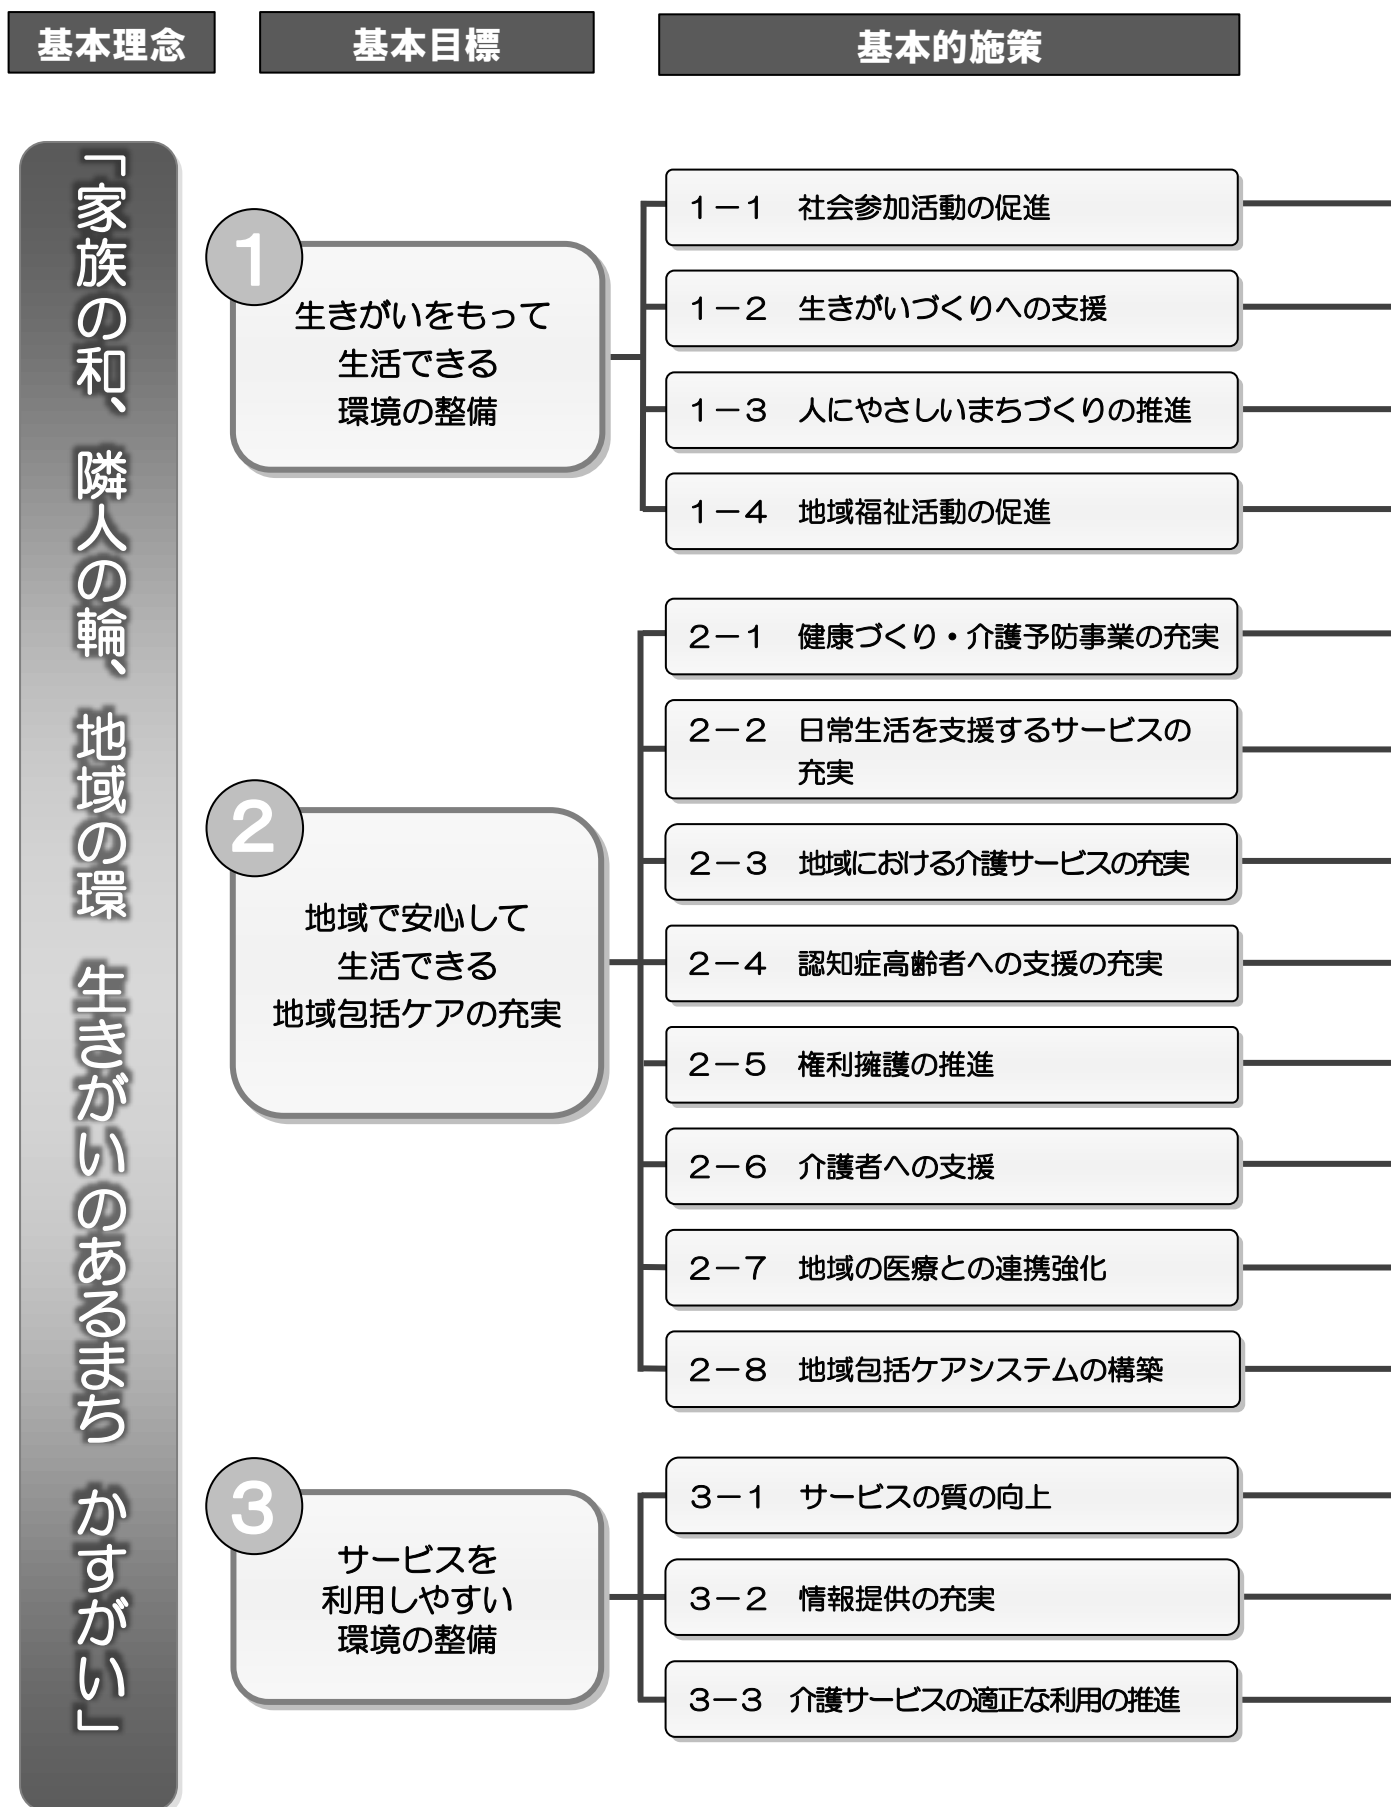 基本理念
基本目標
基本的施策
「家族の和、隣人の輪、地域の環　生きがいのあるまち　かすがい」
1
生きがいをもって
生活できる
環境の整備
１－１　社会参加活動の促進
１－２　生きがいづくりへの支援
１－３　人にやさしいまちづくりの推進
１－４　地域福祉活動の促進
2
地域で安心して
生活できる
地域包括ケアの充実
２－１　健康づくり・介護予防事業の充実
２－２　日常生活を支援するサービスの
充実
２－３　地域における介護サービスの充実
２－４　認知症高齢者への支援の充実
２－５　権利擁護の推進
２－６　介護者への支援
２－７　地域の医療との連携強化
２－８　地域包括ケアシステムの構築
3
サービスを
利用しやすい
環境の整備
３－１　サービスの質の向上
３－２　情報提供の充実
３－３　介護サービスの適正な利用の推進